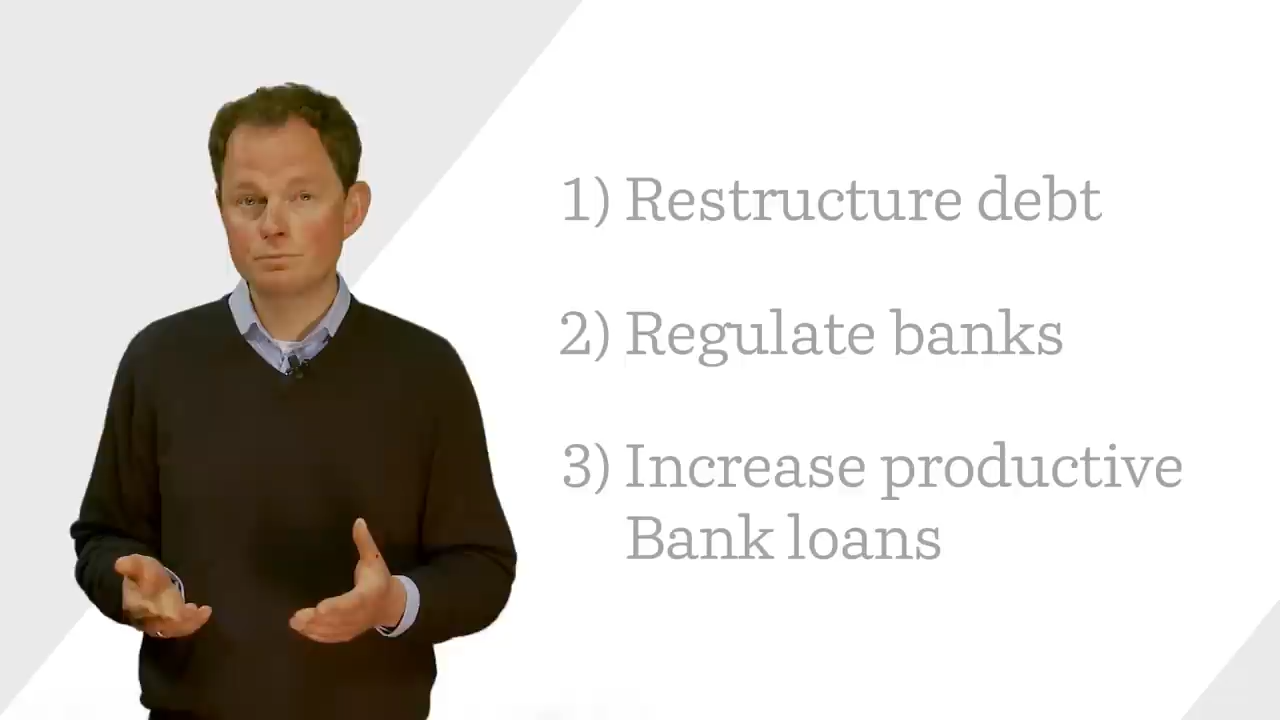 1) Restructure debt
2) Regulate banks
3) Increase productive
Bank loans